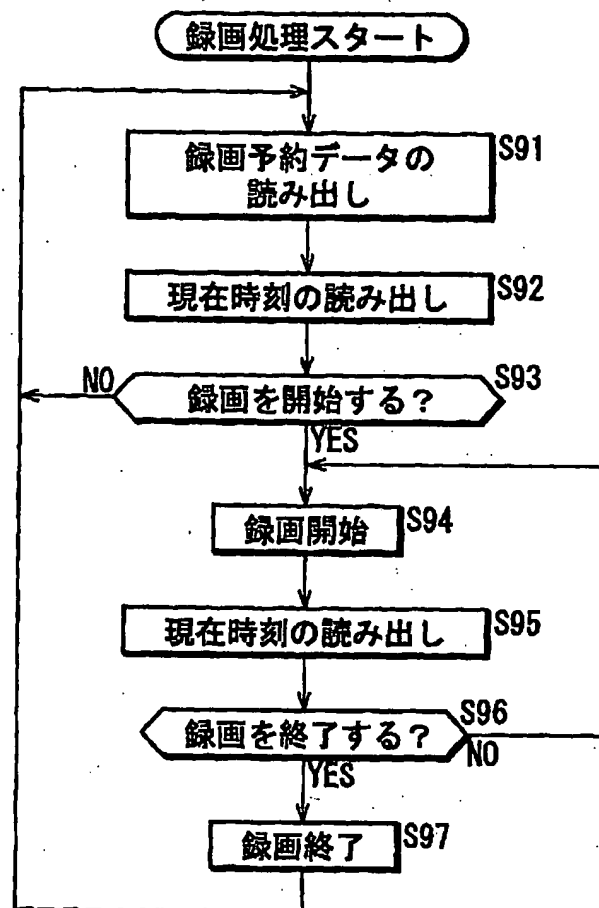 録画処理スタート
録画予約データの
読み出し
S91
現在時刻の読み出し
S92
録画を開始する?
S93
NO
YES
録画開始
S94
現在時刻の読み出し
S95
録画を終了する?
S96
NO
YES
録画終了
S97